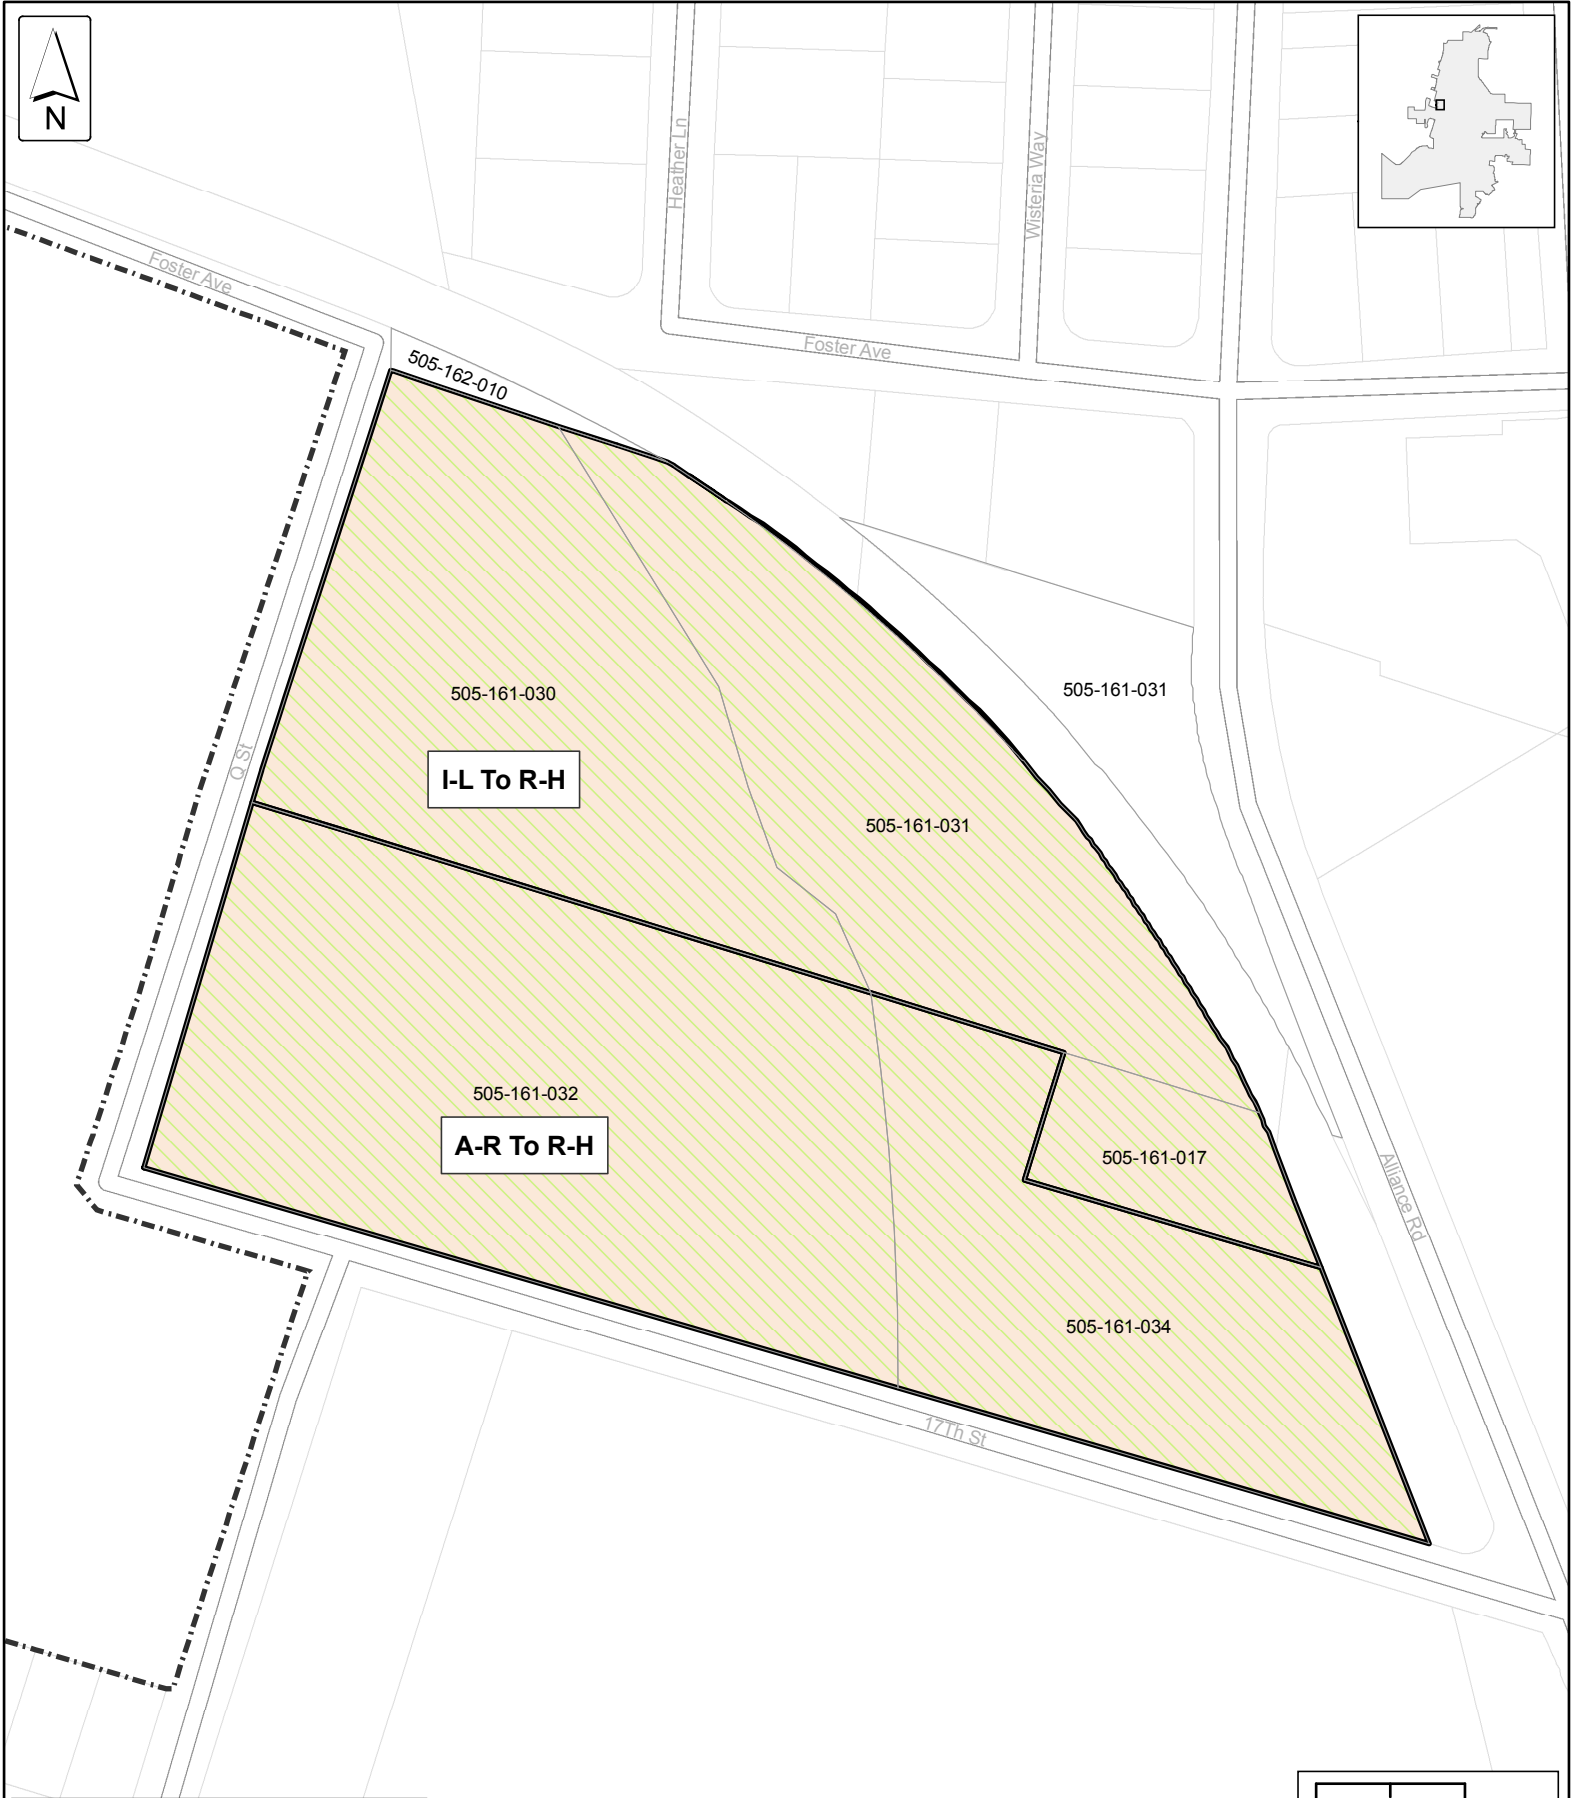 N
Heather Ln
Wisteria Way
Foster Ave
Foster Ave
505-162-010
505-161-030
505-161-031
Q St
I-L To R-H
505-161-031
505-161-032
A-R To R-H
505-161-017
Alliance Rd
505-161-034
17Th St